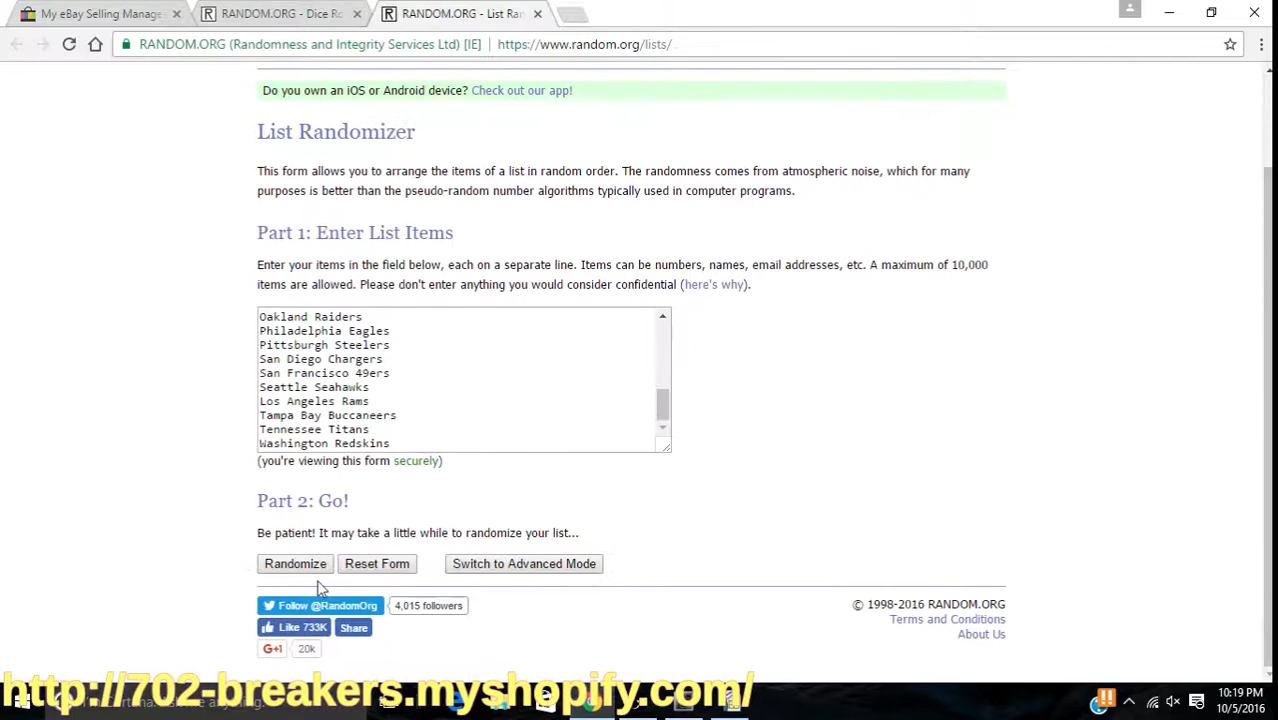 My eBay Selling Manage
RANDOM.ORG - Dice Ro
RANDOM.ORG - List Ran
RANDOM.ORG (Randomness and Integrity Services Ltd) [IE] https://www.random.org/lists/
Do you own an iOS or Android device? Check out our app!
List Randomizer
This form allows you to arrange the items of a list in random order. The randomness comes from atmospheric noise, which for many
purposes is better than the pseudo-random number algorithms typically used in computer programs.
Part 1: Enter List Items
Enter your items in the field below, each on a separate line. Items can be numbers, names, email addresses, etc. A maximum of 10,000
items are allowed. Please don't enter anything you would consider confidential (here's why).
Oakland Raiders
Philadelphia Eagles
Pittsburgh Steelers
San Diego Chargers
San Francisco 49ers
Seattle Seahawks
Los Angeles Rams
Tampa Bay Buccaneers
Tennessee Titans
Washington Redskins
(you're viewing this form securely)
Part 2: Go!
Be patient! It may take a little while to randomize your list...
Randomize Reset Form Switch to Advanced Mode
Follow @RandomOrg 4,015 followers
Like 733K Share
G+1 20k
© 1998-2016 RANDOM.ORG
Terms and Conditions
About Us
http://702-breakers.myshopify.com/
10:19 PM
10/5/2016